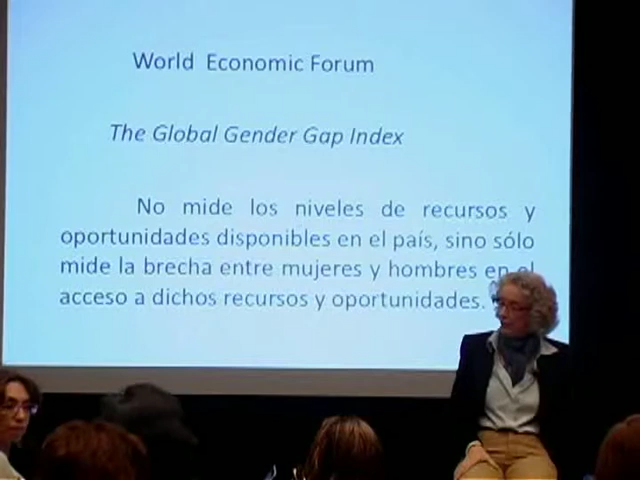 World Economic Forum
The Global Gender Gap Index
No mide los niveles de recursos y
oportunidades disponibles en el país, sino sólo
mide la brecha entre mujeres y hombres en el
acceso a dichos recursos y oportunidades.